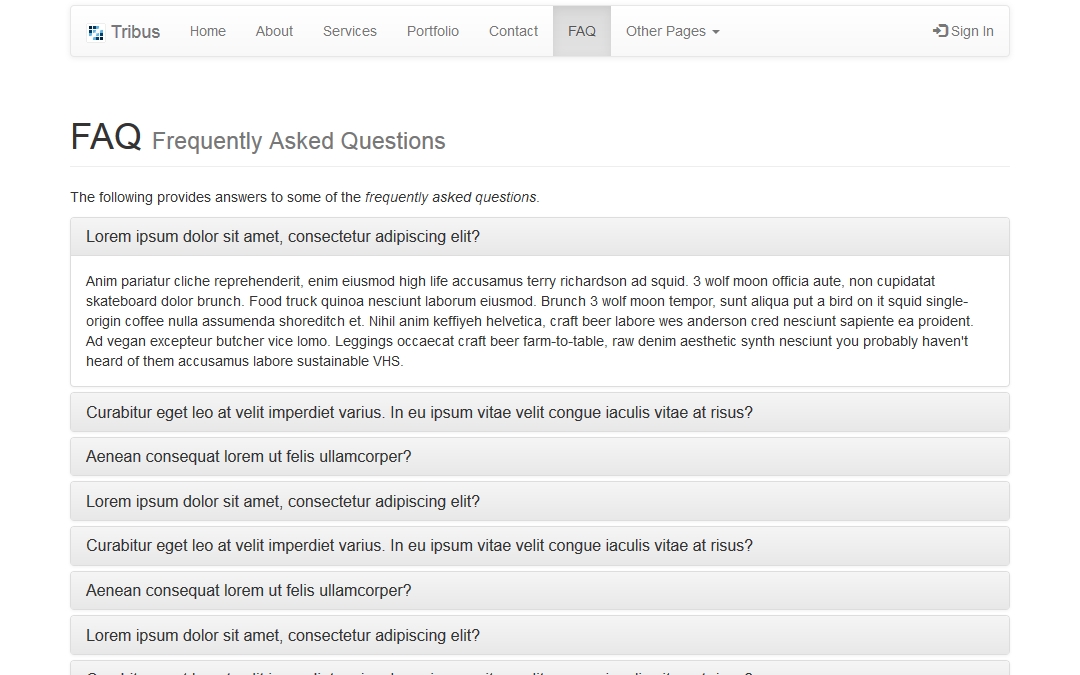 Tribus Home About Services Portfolio Contact FAQ Other Pages Sign In
FAQ Frequently Asked Questions
The following provides answers to some of the frequently asked questions.
Lorem ipsum dolor sit amet, consectetur adipiscing elit?
Anim pariatur cliche reprehenderit, enim eiusmod high life accusamus terry richardson ad squid. 3 wolf moon officia aute, non cupidatat
skateboard dolor brunch. Food truck quinoa nesciunt laborum eiusmod. Brunch 3 wolf moon tempor, sunt aliqua put a bird on it squid single-
origin coffee nulla assumenda shoreditch et. Nihil anim keffiyeh helvetica, craft beer labore wes anderson cred nesciunt sapiente ea proident.
Ad vegan excepteur butcher vice lomo. Leggings occaecat craft beer farm-to-table, raw denim aesthetic synth nesciunt you probably haven't
heard of them accusamus labore sustainable VHS.
Curabitur eget leo at velit imperdiet varius. In eu ipsum vitae velit congue iaculis vitae at risus?
Aenean consequat lorem ut felis ullamcorper?
Lorem ipsum dolor sit amet, consectetur adipiscing elit?
Curabitur eget leo at velit imperdiet varius. In eu ipsum vitae velit congue iaculis vitae at risus?
Aenean consequat lorem ut felis ullamcorper?
Lorem ipsum dolor sit amet, consectetur adipiscing elit?